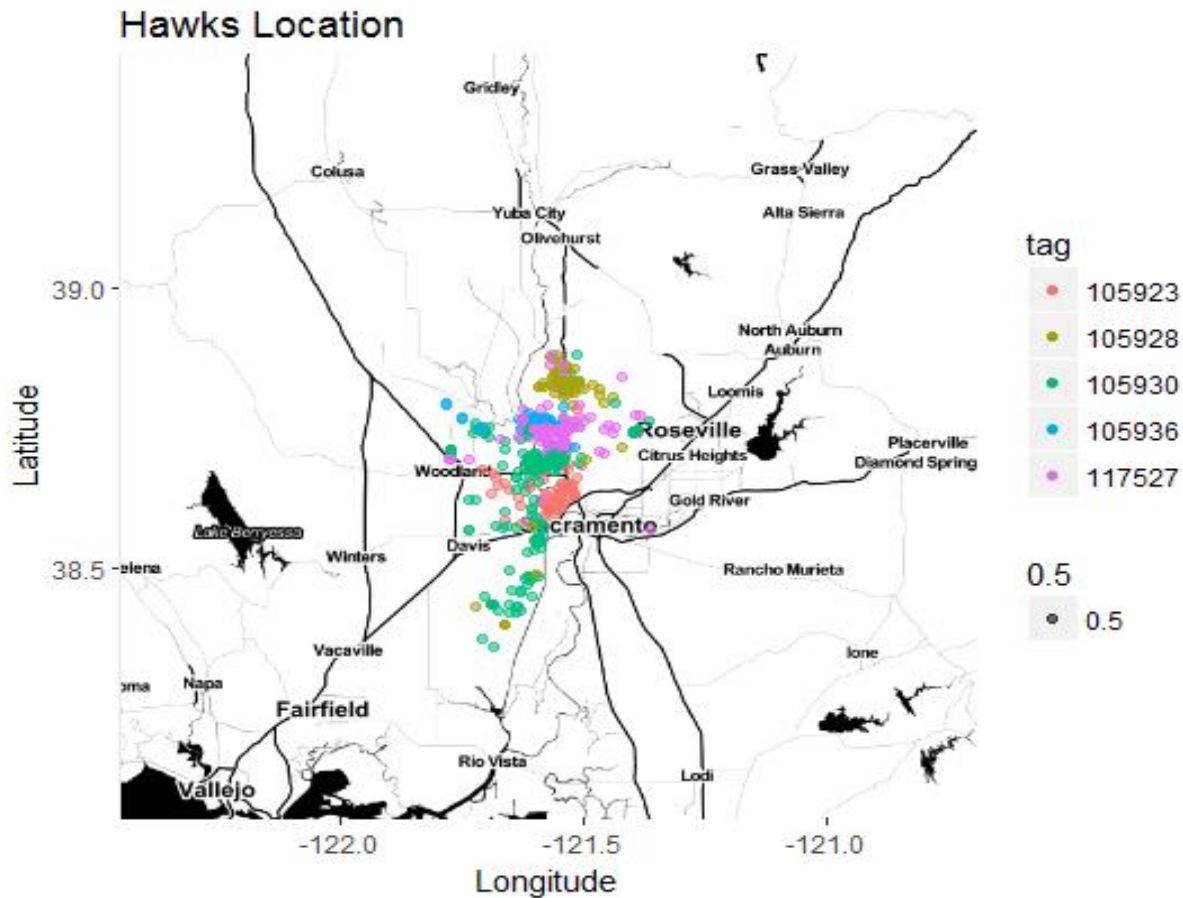 Hawks Location
Gridley
Colusa
Grass Valley
Yuba City
Alta Sierra
Olivehurst
39.0
North Auburn
Auburn
Loomis
Roseville
Placerville
Citrus Heights
Diamond Spring
Woodland
Gold River
cramento
Lake Berryessa
Davis
Winters
38.5
elena
Rancho Murieta
Vacaville
Ione
oma
Napa
Fairfield
Rio Vista
Lodi
Vallejo
-122.0
-121.5
-121.0
Longitude
Latitude
tag
105923
105928
105930
105936
117527
0.5
0.5